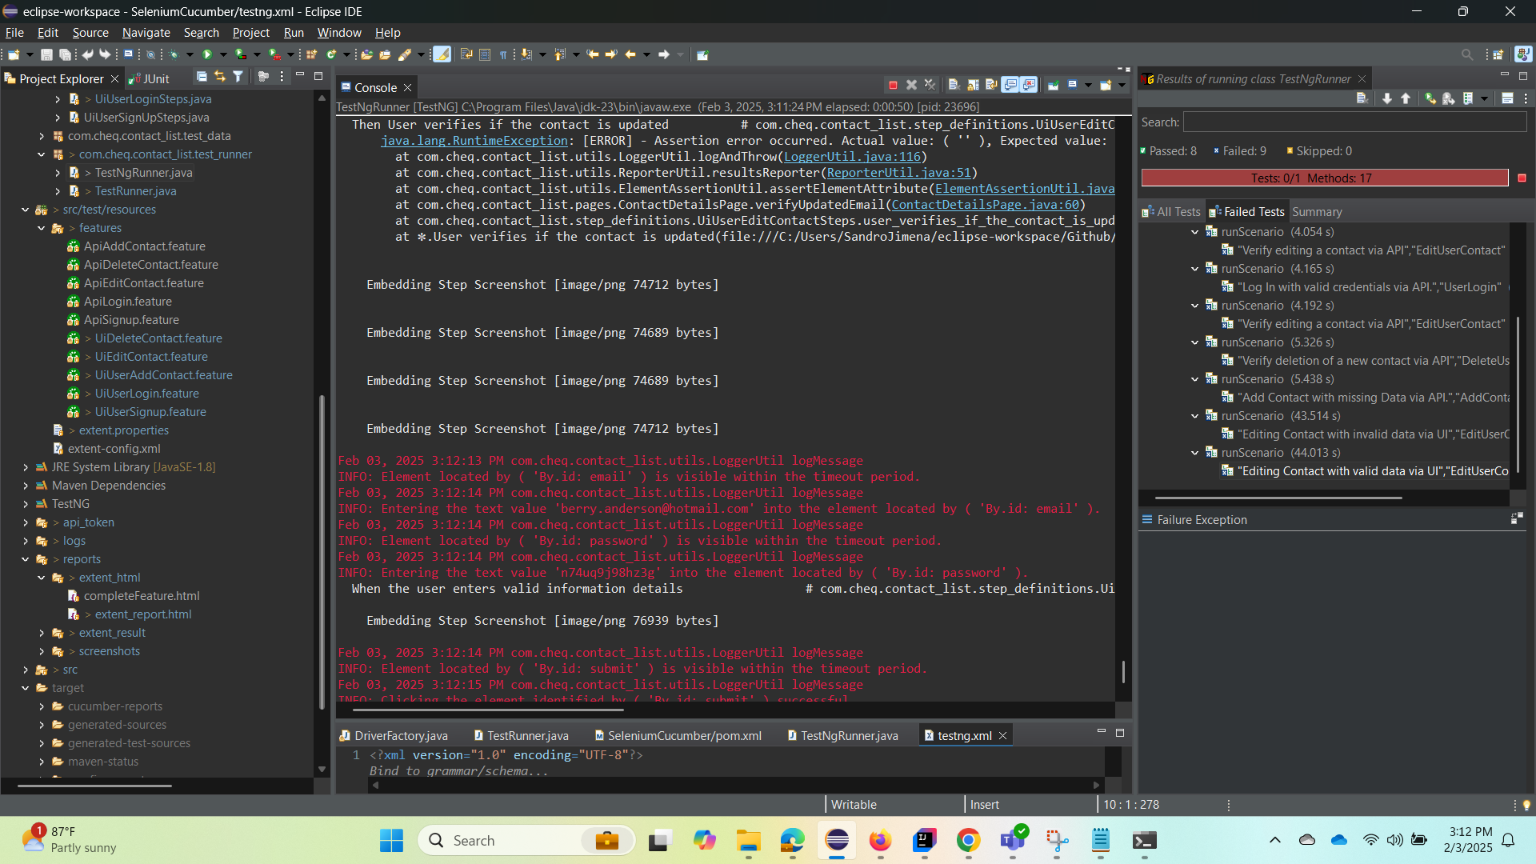 eclipse-workspace - SeleniumCucumber/testng.xml - Eclipse IDE
File Edit Source Navigate Search Project Run Window Help
Project Explorer
JUnit
> UiUserLoginSteps.java
UiUserSignUpSteps.java
com.cheq.contact_list.test_data
> com.cheq.contact_list.test_runner
> TestNgRunner.java
> TestRunner.java
> src/test/resources
> features
ApiAddContact.feature
ApiDeleteContact.feature
ApiEditContact.feature
ApiLogin.feature
ApiSignup.feature
> UiDeleteContact.feature
> UiEditContact.feature
> UiUserAddContact.feature
> UiUserLogin.feature
> UiUserSignup.feature
> extent.properties
extent-config.xml
JRE System Library [JavaSE-1.8]
Maven Dependencies
TestNG
> api_token
> logs
> reports
> extent_html
completeFeature.html
> extent_report.html
> extent_result
> screenshots
> src
target
cucumber-reports
generated-sources
generated-test-sources
maven-status
Console
TestNgRunner [TestNG] C:\Program Files\Java\jdk-23\bin\javaw.exe (Feb 3, 2025, 3:11:24 PM elapsed: 0:00:50) [pid: 23696]
Then User verifies if the contact is updated # com.cheq.contact_list.step_definitions.UiUserEditC
java.lang.RuntimeException: [ERROR] - Assertion error occurred. Actual value: ( '' ), Expected value:
at com.cheq.contact_list.utils.LoggerUtil.logAndThrow(LoggerUtil.java:116)
at com.cheq.contact_list.utils.ReporterUtil.resultsReporter(ReporterUtil.java:51)
at com.cheq.contact_list.utils.ElementAssertionUtil.assertElementAttribute(ElementAssertionUtil.java
at com.cheq.contact_list.pages.ContactDetailsPage.verifyUpdatedEmail(ContactDetailsPage.java:60)
at com.cheq.contact_list.step_definitions.UiUserEditContactSteps.user_verifies_if_the_contact_is_upd
at *.User verifies if the contact is updated(file:///C:/Users/SandroJimena/eclipse-workspace/Github/
Embedding Step Screenshot [image/png 74712 bytes]
Embedding Step Screenshot [image/png 74689 bytes]
Embedding Step Screenshot [image/png 74689 bytes]
Embedding Step Screenshot [image/png 74712 bytes]
Feb 03, 2025 3:12:13 PM com.cheq.contact_list.utils.LoggerUtil logMessage
INFO: Element located by ( 'By.id: email' ) is visible within the timeout period.
Feb 03, 2025 3:12:14 PM com.cheq.contact_list.utils.LoggerUtil logMessage
INFO: Entering the text value 'berry.anderson@hotmail.com' into the element located by ( 'By.id: email' ).
Feb 03, 2025 3:12:14 PM com.cheq.contact_list.utils.LoggerUtil logMessage
INFO: Element located by ( 'By.id: password' ) is visible within the timeout period.
Feb 03, 2025 3:12:14 PM com.cheq.contact_list.utils.LoggerUtil logMessage
INFO: Entering the text value 'n74uq9j98hz3g' into the element located by ( 'By.id: password' ).
When the user enters valid information details # com.cheq.contact_list.step_definitions.Ui
Embedding Step Screenshot [image/png 76939 bytes]
Feb 03, 2025 3:12:14 PM com.cheq.contact_list.utils.LoggerUtil logMessage
INFO: Element located by ( 'By.id: submit' ) is visible within the timeout period.
Feb 03, 2025 3:12:15 PM com.cheq.contact_list.utils.LoggerUtil logMessage
INFO: Clicking the element identified by ( 'By.id: submit' ) successful
DriverFactory.java TestRunner.java SeleniumCucumber/pom.xml TestNgRunner.java testng.xml
1 <?xml version="1.0" encoding="UTF-8"?>
Bind to grammar/schema...
Results of running class TestNgRunner
Search:
Passed: 8 Failed: 9 Skipped: 0
Tests: 0/1 Methods: 17
All Tests Failed Tests Summary
runScenario (4.054 s)
"Verify editing a contact via API","EditUserContact"
runScenario (4.165 s)
"Log In with valid credentials via API.","UserLogin"
runScenario (4.192 s)
"Verify editing a contact via API","EditUserContact"
runScenario (5.326 s)
"Verify deletion of a new contact via API","DeleteUs
runScenario (5.438 s)
"Add Contact with missing Data via API.","AddConta
runScenario (43.514 s)
"Editing Contact with invalid data via UI","EditUserC
runScenario (44.013 s)
"Editing Contact with valid data via UI","EditUserCo
Failure Exception
Writable Insert 10 : 1 : 278
1
87°F
Partly sunny
Search
3:12 PM
2/3/2025